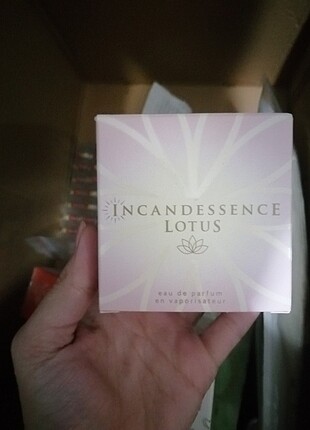 INCANDESSENCE
LOTUS
eau de parfum
en vaporisateur